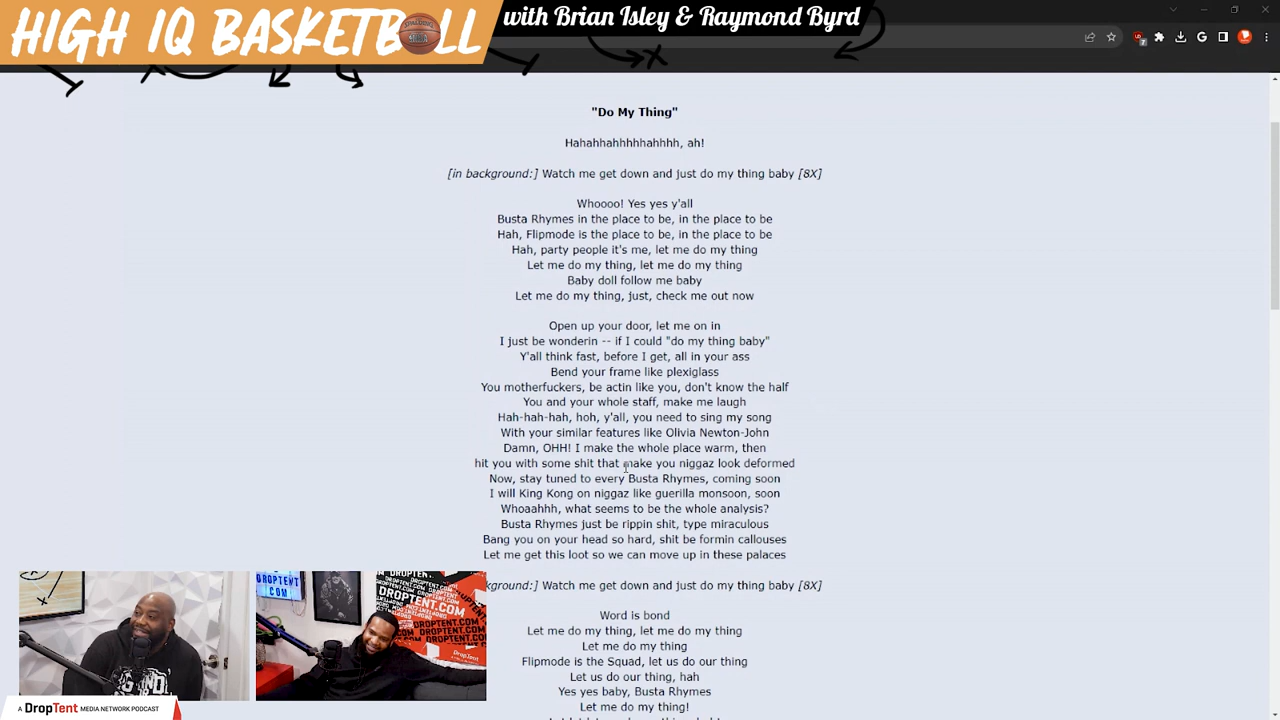 HIGH IQ BASKETBALL
with Brian Isley & Raymond Byrd
"Do My Thing"
Hahahhahhhhhahhhh, ah!
[in background:] Watch me get down and just do my thing baby [8X]
Whoooo! Yes yes y'all
Busta Rhymes in the place to be, in the place to be
Hah, Flipmode is the place to be, in the place to be
Hah, party people it's me, let me do my thing
Let me do my thing, let me do my thing
Baby doll follow me baby
Let me do my thing, just, check me out now
Open up your door, let me on in
I just be wonderin -- if I could "do my thing baby"
Y'all think fast, before I get, all in your ass
Bend your frame like plexiglass
You motherfuckers, be actin like you, don't know the half
You and your whole staff, make me laugh
Hah-hah-hah, hoh, y'all, you need to sing my song
With your similar features like Olivia Newton-John
Damn, OHH! I make the whole place warm, then
hit you with some shit that make you niggaz look deformed
Now, stay tuned to every Busta Rhymes, coming soon
I will King Kong on niggaz like guerilla monsoon, soon
Whoaahhh, what seems to be the whole analysis?
Busta Rhymes just be rippin shit, type miraculous
Bang you on your head so hard, shit be formin callouses
Let me get this loot so we can move up in these palaces
ground:] Watch me get down and just do my thing baby [8X]
Word is bond
Let me do my thing, let me do my thing
Let me do my thing
Flipmode is the Squad, let us do our thing
Let us do our thing, hah
Yes yes baby, Busta Rhymes
Let me do my thing!
DROPTENT
COM
DROPTENT.COM
A DropTent MEDIA NETWORK PODCAST